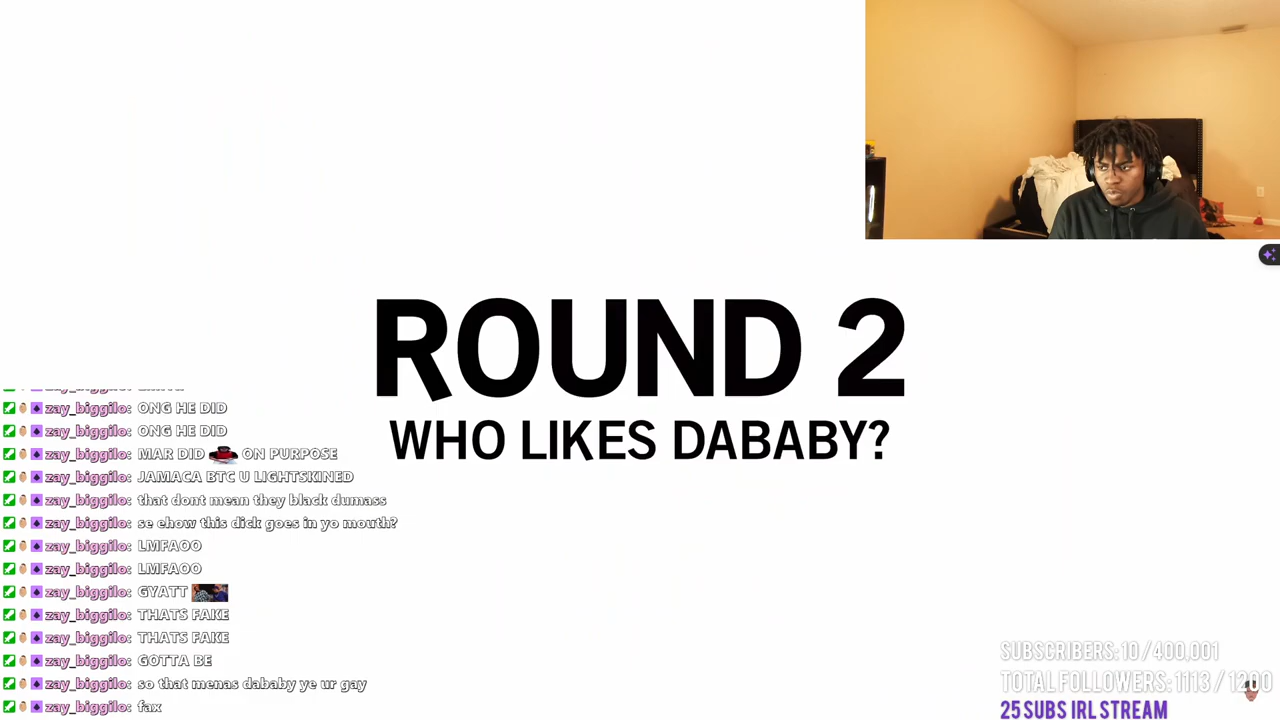 ROUND 2
WHO LIKES DABABY?
zay_biggilo: ONG HE DID
zay_biggilo: ONG HE DID
zay_biggilo: MAR DID ON PURPOSE
zay_biggilo: JAMACA BTC U LIGHTSKINED
zay_biggilo: that dont mean they black dumass
zay_biggilo: se ehow this dick goes in yo mouth?
zay_biggilo: LMFAOO
zay_biggilo: LMFAOO
zay_biggilo: GYATT
zay_biggilo: THATS FAKE
zay_biggilo: THATS FAKE
zay_biggilo: GOTTA BE
zay_biggilo: so that menas dababy ye ur gay
zay_biggilo: fax
SUBSCRIBERS: 10 / 400,001
TOTAL FOLLOWERS: 1113 / 1200
25 SUBS IRL STREAM